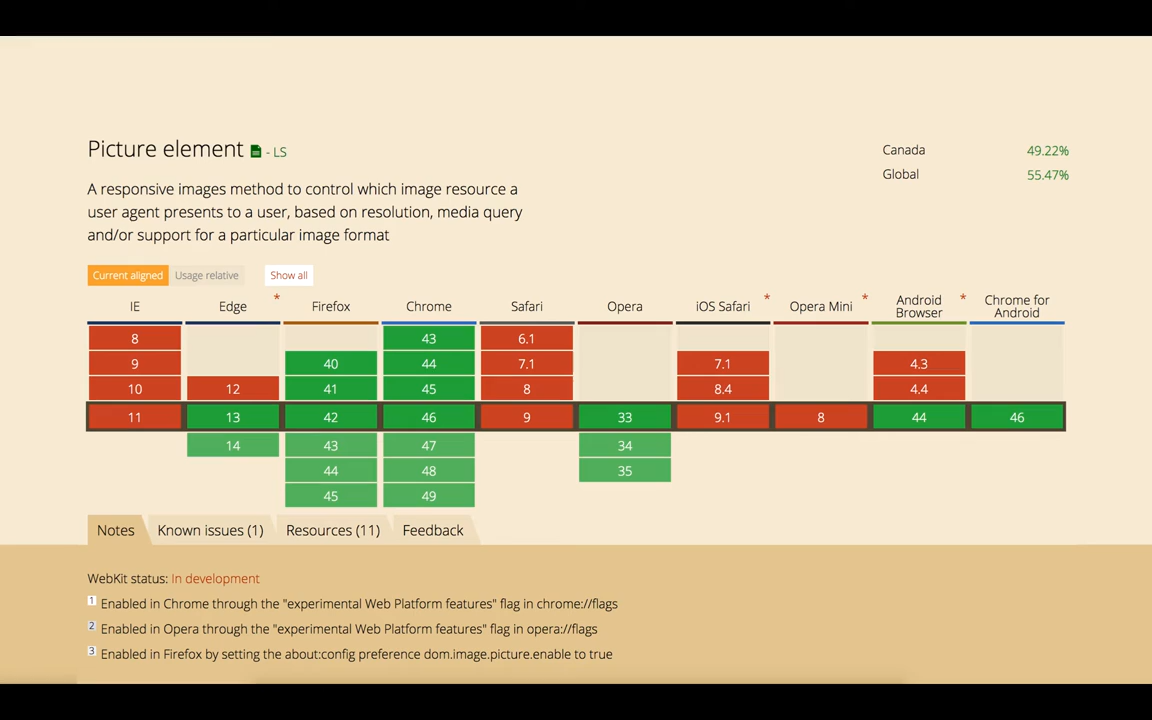 Picture element - LS
Canada 49.22%
Global 55.47%
A responsive images method to control which image resource a
user agent presents to a user, based on resolution, media query
and/or support for a particular image format
Current aligned Usage relative Show all
IE Edge * Firefox Chrome Safari Opera iOS Safari * Opera Mini * Android Browser * Chrome for Android
8 43 6.1
9 40 44 7.1 7.1 4.3
10 12 41 45 8 8.4 4.4
11 13 42 46 9 33 9.1 8 44 46
14 43 47 34
44 48 35
45 49
Notes Known issues (1) Resources (11) Feedback
WebKit status: In development
1 Enabled in Chrome through the "experimental Web Platform features" flag in chrome://flags
2 Enabled in Opera through the "experimental Web Platform features" flag in opera://flags
3 Enabled in Firefox by setting the about:config preference dom.image.picture.enable to true